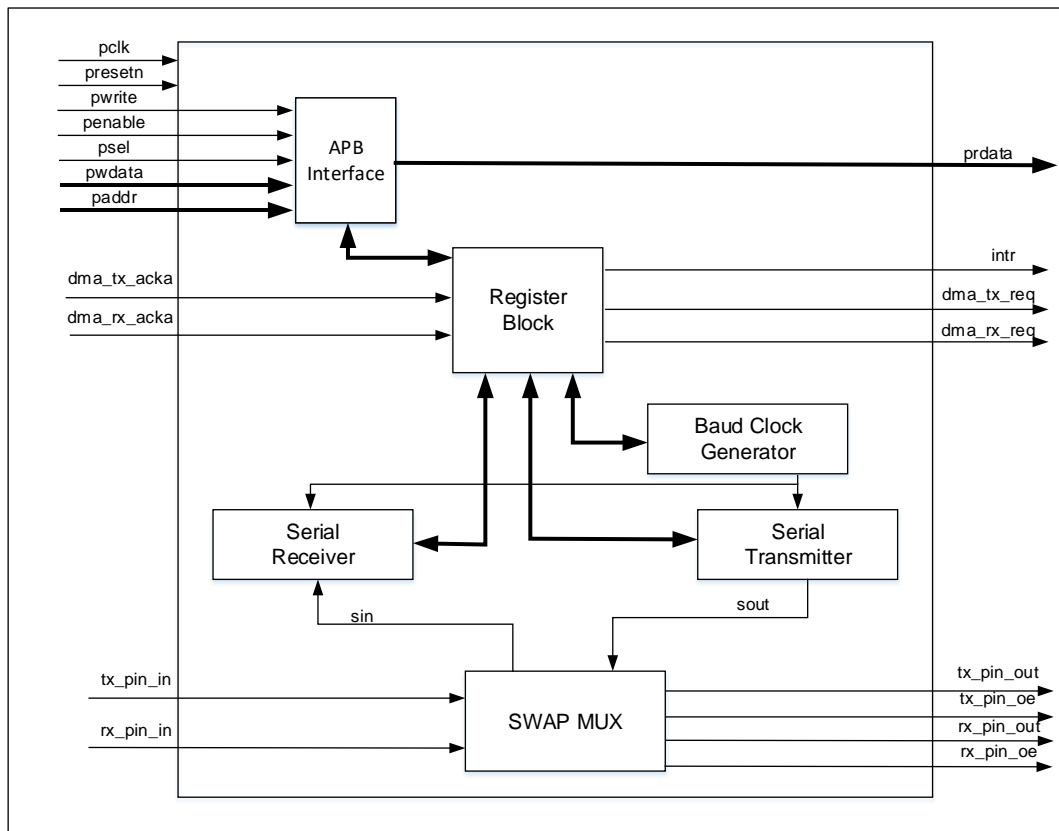 pclk
presetn
pwrite
penable
psel
pwdata
paddr
APB
Interface
prdata
dma_tx_acka
dma_rx_acka
Register
Block
intr
dma_tx_req
dma_rx_req
Baud Clock
Generator
Serial
Receiver
Serial
Transmitter
sin
sout
tx_pin_in
rx_pin_in
SWAP MUX
tx_pin_out
tx_pin_oe
rx_pin_out
rx_pin_oe